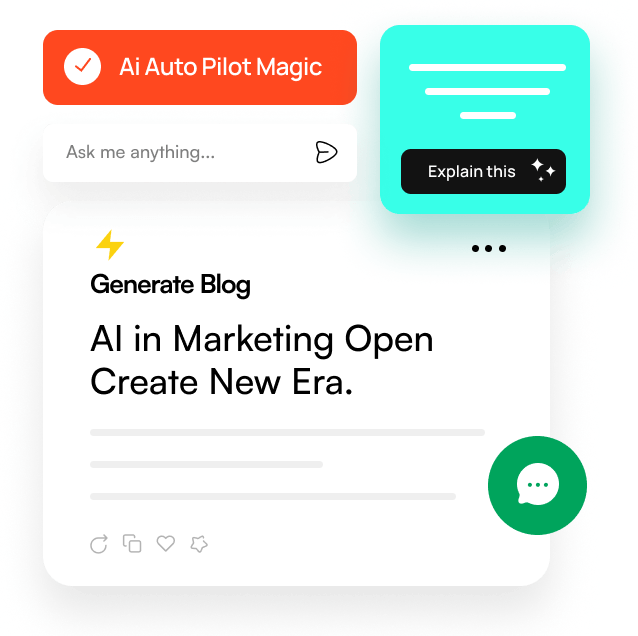 Ai Auto Pilot Magic
Ask me anything...
Explain this
Generate Blog
AI in Marketing Open
Create New Era.